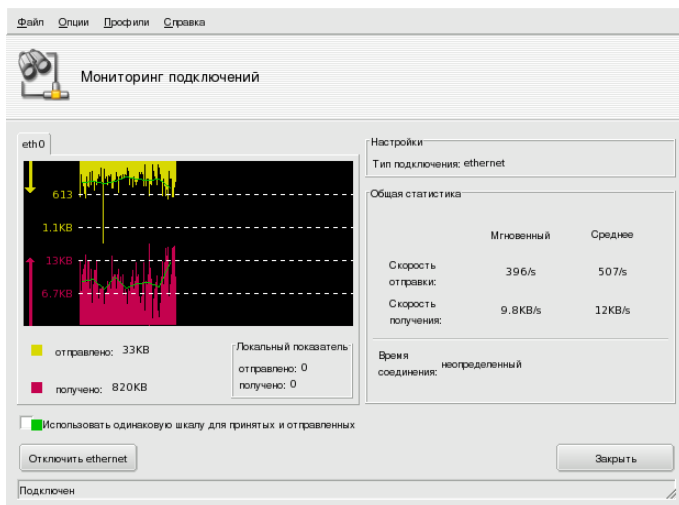 Файл Опции Профили Справка
Мониторинг подключений
eth0
613
1.1KB
13KB
6.7KB
отправлено: 33KB
получено: 820KB
Локальный показатель
отправлено: 0
получено: 0
Настройки
Тип подключения: ethernet
Общая статистика
Мгновенный Среднее
Скорость
отправки: 396/s 507/s
Скорость
получения: 9.8KB/s 12KB/s
Время
соединения: неопределенный
Использовать одинаковую шкалу для принятых и отправленных
Отключить ethernet
Закрыть
Подключен